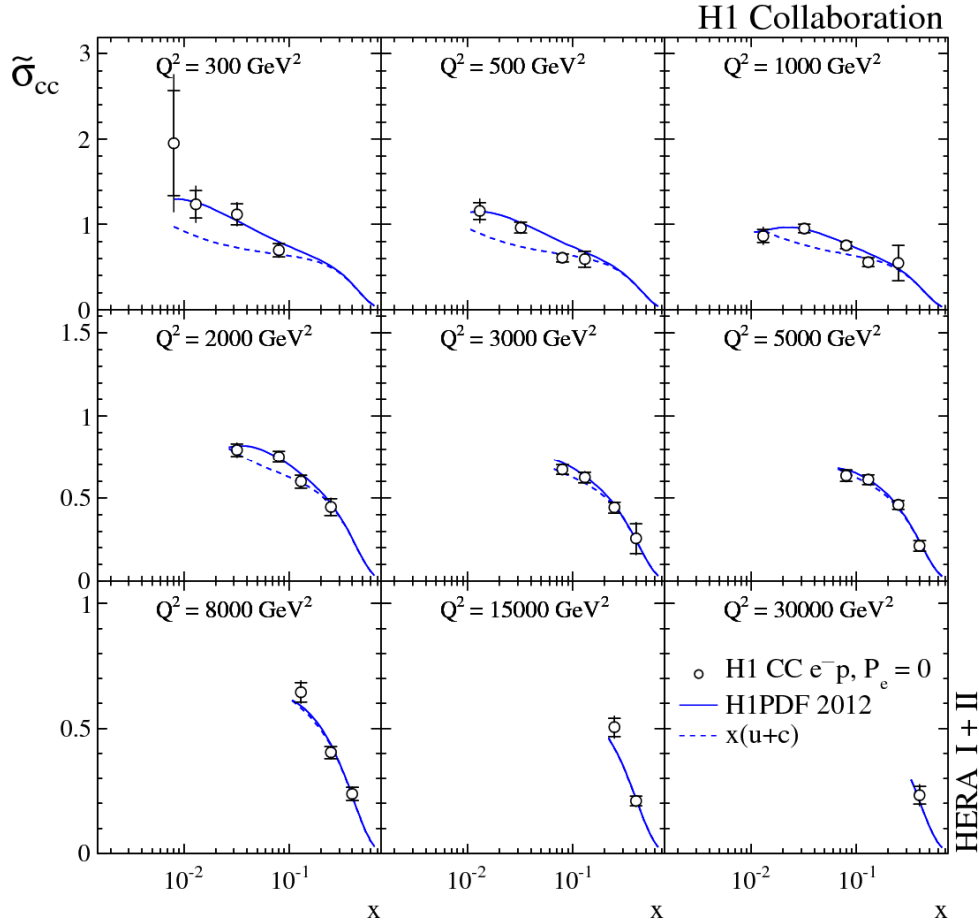 H1 Collaboration
σ̃cc
Q² = 300 GeV²
Q² = 500 GeV²
Q² = 1000 GeV²
3
2
1
0
Q² = 2000 GeV²
Q² = 3000 GeV²
Q² = 5000 GeV²
1.5
1
0.5
0
Q² = 8000 GeV²
Q² = 15000 GeV²
Q² = 30000 GeV²
1
0.5
0
H1 CC e⁻p, Pe = 0
H1PDF 2012
x(u+c)
10⁻² 10⁻¹ 10⁻² 10⁻¹ 10⁻² 10⁻¹
x x x
HERA I + II